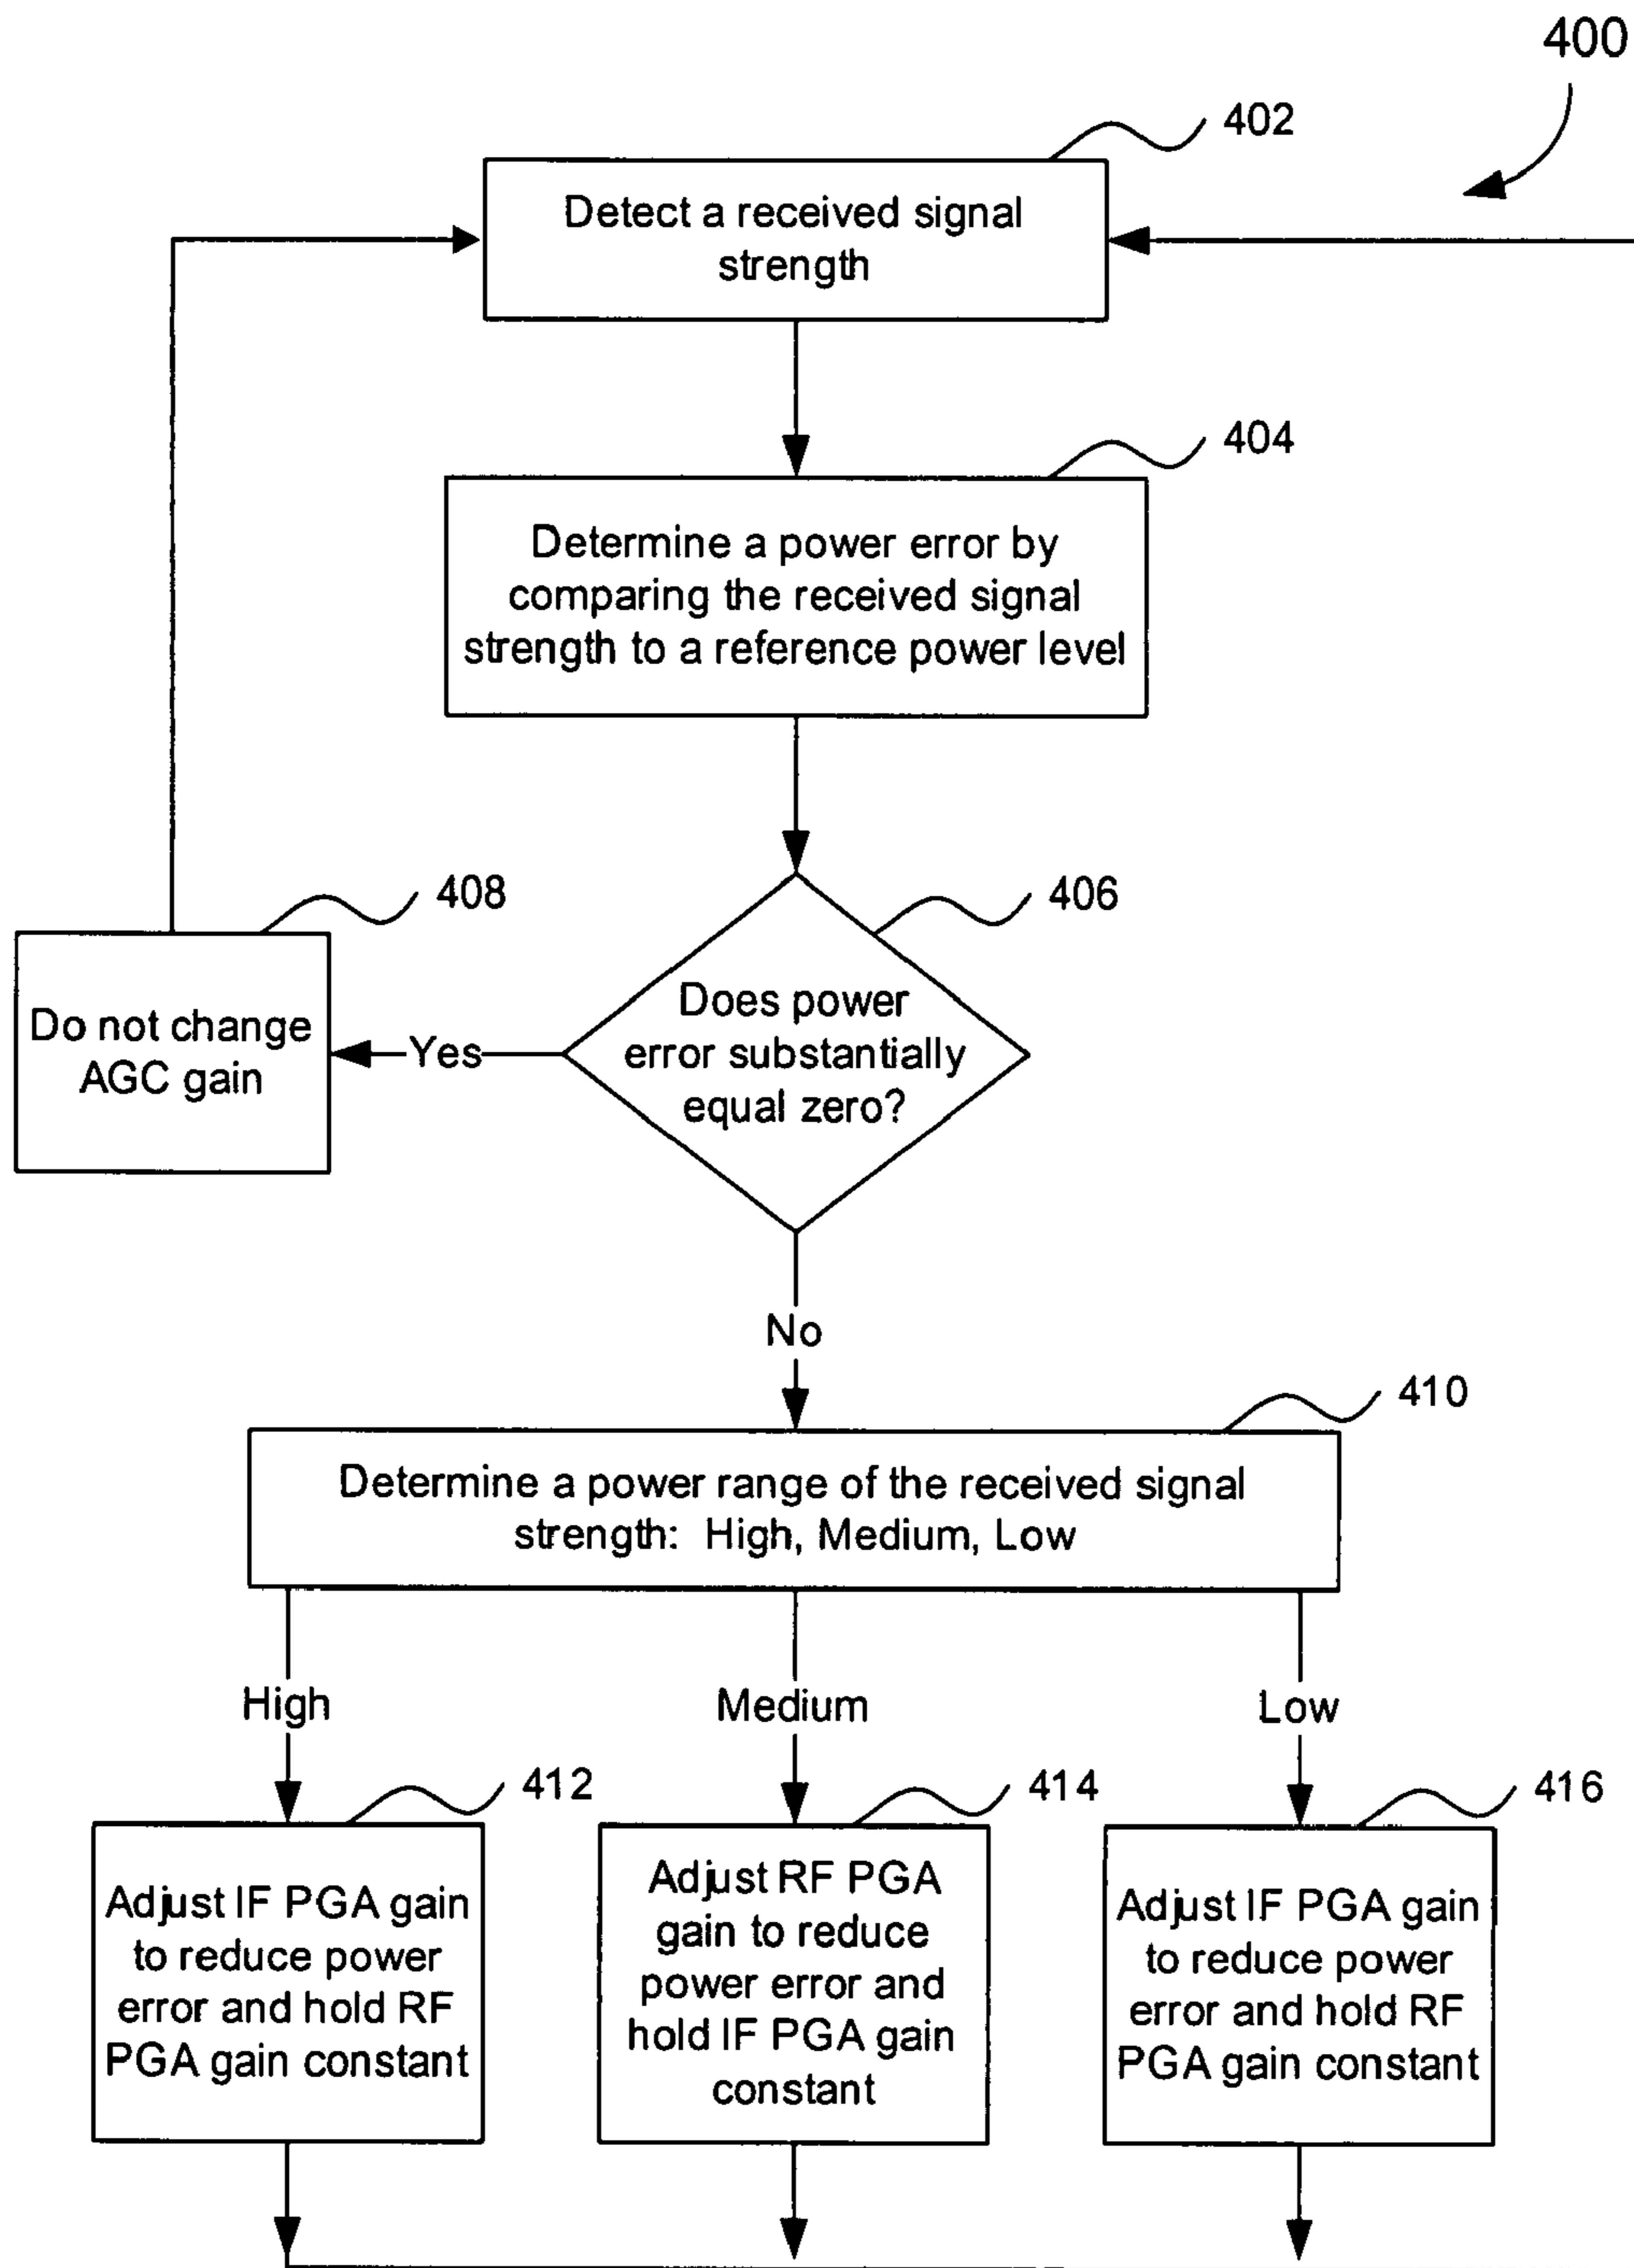 400
402
Detect a received signal
strength
404
Determine a power error by
comparing the received signal
strength to a reference power level
408
406
Do not change
AGC gain
Yes
Does power
error substantially
equal zero?
No
410
Determine a power range of the received signal
strength: High, Medium, Low
High
Medium
Low
412
414
416
Adjust IF PGA gain
to reduce power
error and hold RF
PGA gain constant
Adjust RF PGA
gain to reduce
power error and
hold IF PGA gain
constant
Adjust IF PGA gain
to reduce power
error and hold RF
PGA gain constant